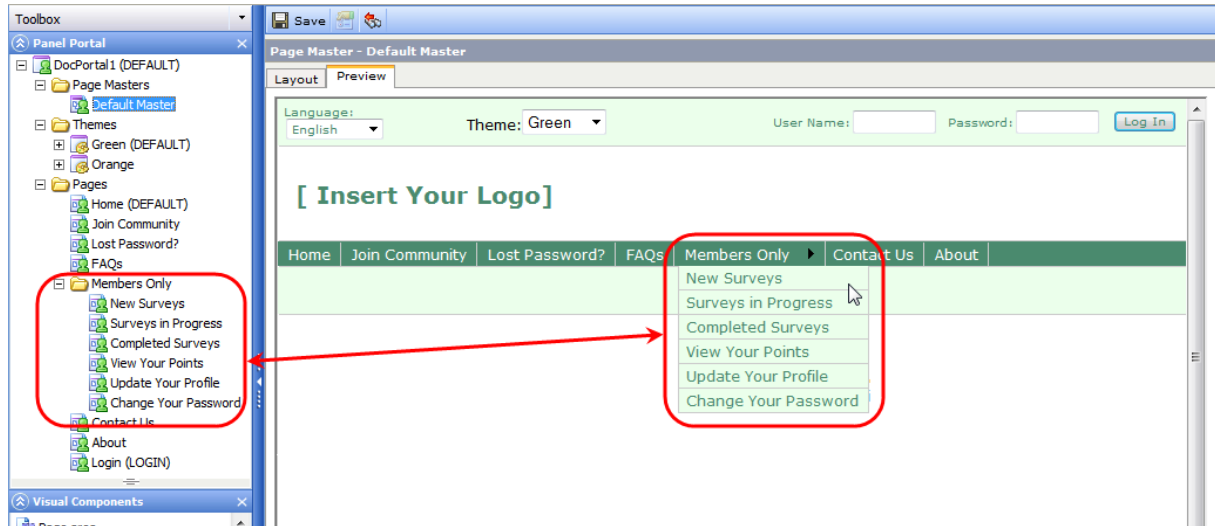 Toolbox
Panel Portal
DocPortal1 (DEFAULT)
Page Masters
Default Master
Themes
Green (DEFAULT)
Orange
Pages
Home (DEFAULT)
Join Community
Lost Password?
FAQs
Members Only
New Surveys
Surveys in Progress
Completed Surveys
View Your Points
Update Your Profile
Change Your Password
Contact Us
About
Login (LOGIN)
Visual Components
Page area
Save
Page Master - Default Master
Layout Preview
Language:
English
Theme: Green
User Name:
Password:
Log In
[ Insert Your Logo]
Home Join Community Lost Password? FAQs Members Only Contact Us About
New Surveys
Surveys in Progress
Completed Surveys
View Your Points
Update Your Profile
Change Your Password